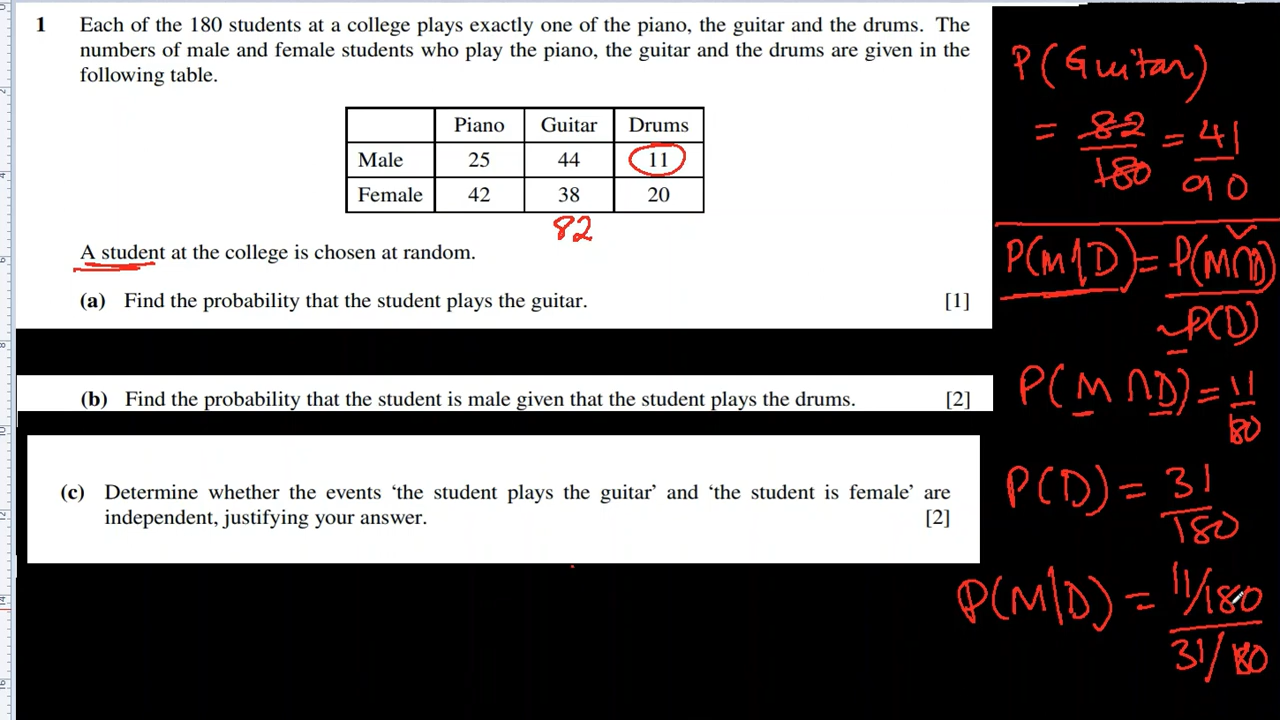 1 Each of the 180 students at a college plays exactly one of the piano, the guitar and the drums. The
numbers of male and female students who play the piano, the guitar and the drums are given in the
following table.
Piano Guitar Drums
Male 25 44 11
Female 42 38 20
82
A student at the college is chosen at random.
(a) Find the probability that the student plays the guitar. [1]
(b) Find the probability that the student is male given that the student plays the drums. [2]
(c) Determine whether the events ‘the student plays the guitar’ and ‘the student is female’ are
independent, justifying your answer. [2]
P(Guitar)
= 82/180 = 41/90
P(M|D) = P(M∩D)/P(D)
P(M∩D) = 11/180
P(D) = 31/180
P(M|D) = 11/180
31/180